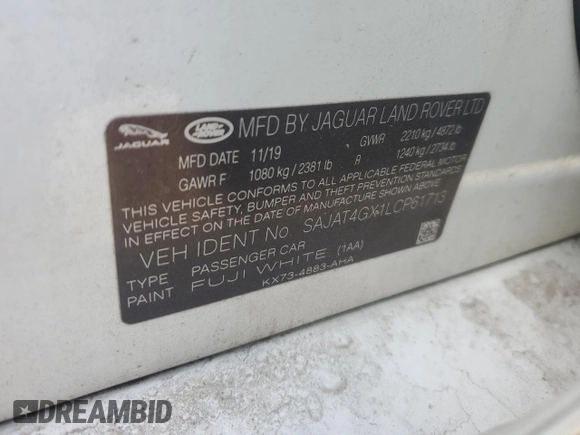 JAGUAR
LAND ROVER
MFD BY JAGUAR LAND ROVER LTD
MFD DATE 11/19 GVWR 2210 kg / 4872 lb
GAWR F 1080 kg / 2381 lb R 1240 kg / 2734 lb
THIS VEHICLE CONFORMS TO ALL APPLICABLE FEDERAL MOTOR
VEHICLE SAFETY, BUMPER AND THEFT PREVENTION STANDARDS
IN EFFECT ON THE DATE OF MANUFACTURE SHOWN ABOVE
VEH IDENT No. SAJAT4GX1LCP61713
TYPE PASSENGER CAR
PAINT FUJI WHITE (1AA)
KX73-4883-AHA
DREAMBID